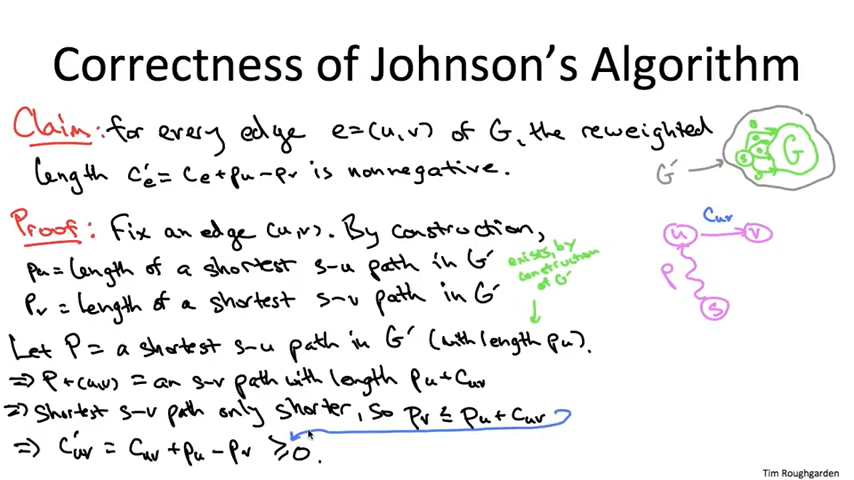 Correctness of Johnson's Algorithm
Claim: for every edge e=(u,v) of G, the reweighted
length c'e = ce+pu-pv is nonnegative.
Proof: Fix an edge (u,v). By construction,
pu = length of a shortest s-u path in G'
pv = length of a shortest s-v path in G'
exists, by
construction
of G'
Let P = a shortest s-u path in G' (with length pu).
⇒ P+(u,v) = an s-v path with length pu+cuv
⇒ shortest s-v path only shorter, so pv ≤ pu+cuv
⇒ c'uv = cuv+pu-pv ≥0.
G'
0
s
G
0
cuv
u
v
P
s
Tim Roughgarden